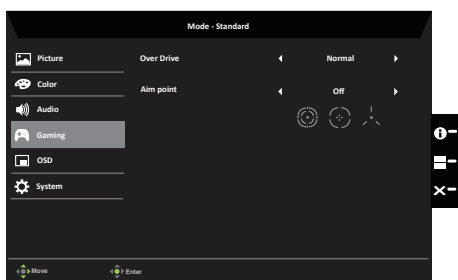 Mode - Standard
Picture
Over Drive Normal
Color
Aim point Off
Audio
Gaming
OSD
System
Move Enter